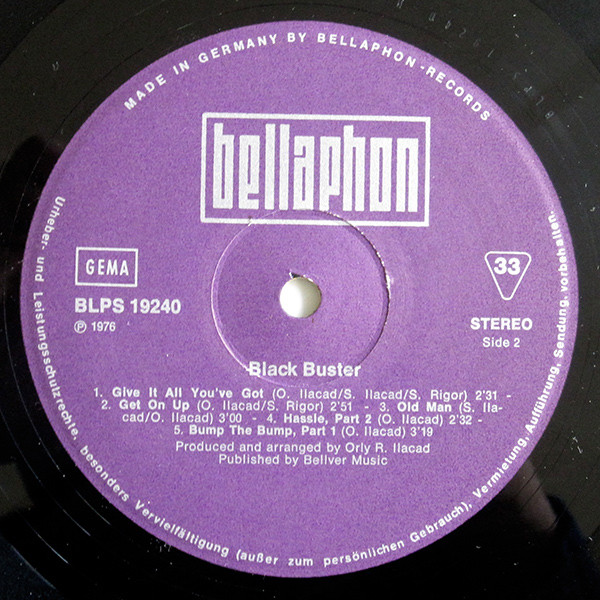 MADE IN GERMANY BY BELLAPHON-RECORDS
bellaphon
GEMA
BLPS 19240
℗ 1976
33
STEREO
Side 2
Black Buster
1. Give It All You've Got (O. Ilacad/S. Ilacad/S. Rigor) 2'31 -
2. Get On Up (O. Ilacad/S. Rigor) 2'51 - 3. Old Man (S. Ila-
cad/O. Ilacad) 3'00 - 4. Hassle, Part 2 (O. Ilacad) 2'32 -
5. Bump The Bump, Part 1 (O. Ilacad) 3'19
Produced and arranged by Orly R. Ilacad
Published by Bellver Music
Urheber- und Leistungsschutzrechte, besonders Vervielfältigung (außer zum persönlichen Gebrauch), Vermietung, Aufführung, Sendung, vorbehalten.